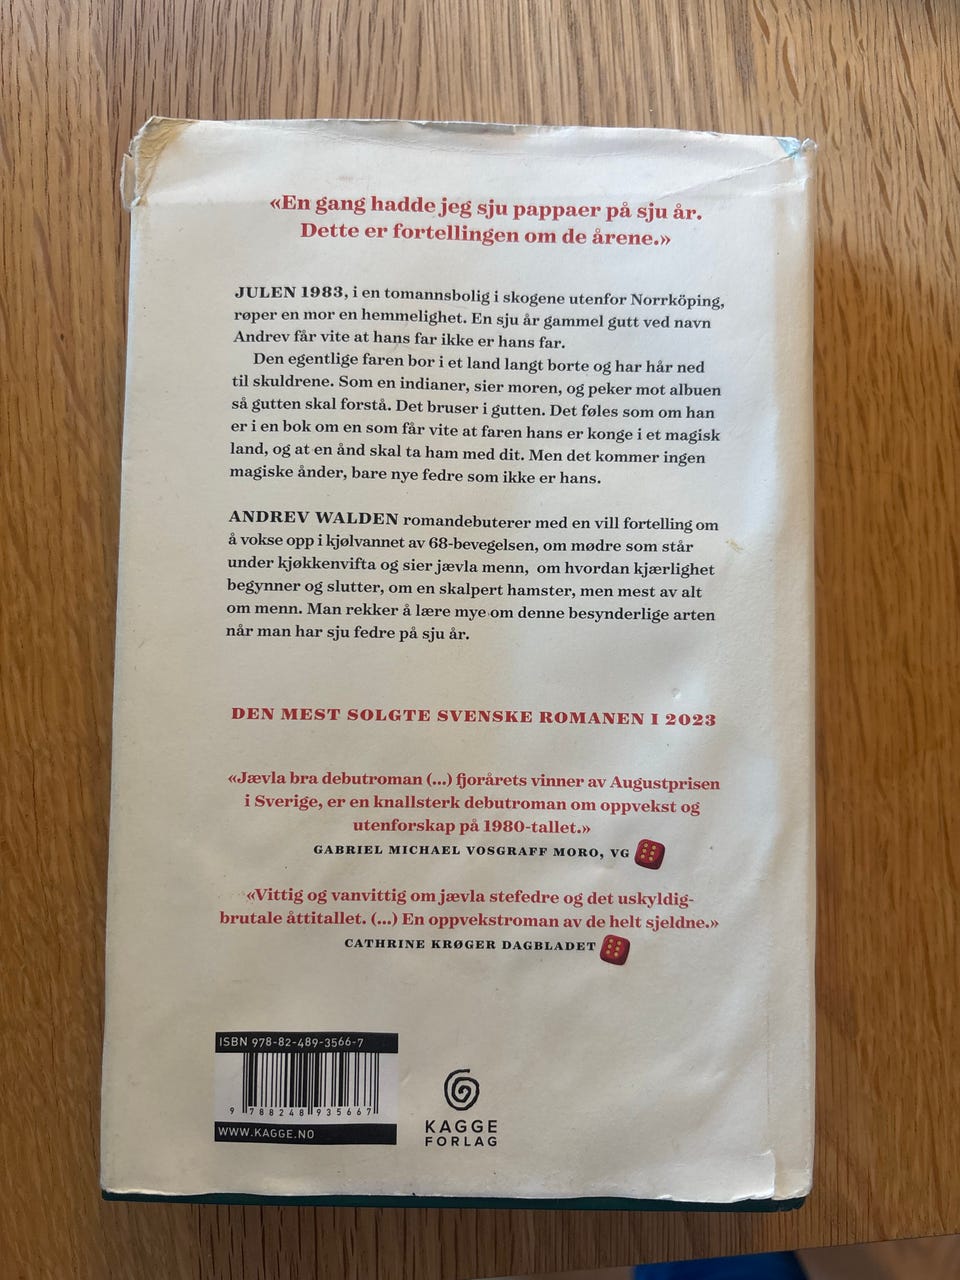 «En gang hadde jeg sju pappaer på sju år.
Dette er fortellingen om de årene.»
JULEN 1983, i en tomannsbolig i skogene utenfor Norrköping,
røper en mor en hemmelighet. En sju år gammel gutt ved navn
Andrev får vite at hans far ikke er hans far.
Den egentlige faren bor i et land langt borte og har hår ned
til skuldrene. Som en indianer, sier moren, og peker mot albuen
så gutten skal forstå. Det bruser i gutten. Det føles som om han
er i en bok om en som får vite at faren hans er konge i et magisk
land, og at en ånd skal ta ham med dit. Men det kommer ingen
magiske ånder, bare nye fedre som ikke er hans.
ANDREV WALDEN romandebuterer med en vill fortelling om
å vokse opp i kjølvannet av 68-bevegelsen, om mødre som står
under kjøkkenvifta og sier jævla menn, om hvordan kjærlighet
begynner og slutter, om en skalpert hamster, men mest av alt
om menn. Man rekker å lære mye om denne besynderlige arten
når man har sju fedre på sju år.
DEN MEST SOLGTE SVENSKE ROMANEN I 2023
«Jævla bra debutroman (...) fjorårets vinner av Augustprisen
i Sverige, er en knallsterk debutroman om oppvekst og
utenforskap på 1980-tallet.»
GABRIEL MICHAEL VOSGRAFF MORO, VG
«Vittig og vanvittig om jævla stefedre og det uskyldig-
brutale åttitallet. (...) En oppvekstroman av de helt sjeldne.»
CATHRINE KRØGER DAGBLADET
ISBN 978-82-489-3566-7
9 788248 935667
WWW.KAGGE.NO
KAGGE
FORLAG